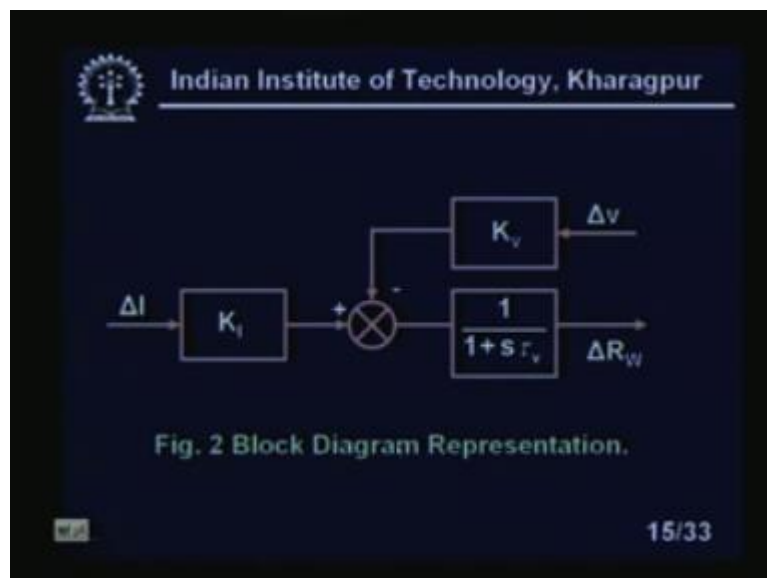 Indian Institute of Technology, Kharagpur
Kv
Δv
ΔI
KI
+
-
1
1+sτv
ΔRW
Fig. 2 Block Diagram Representation.
15/33